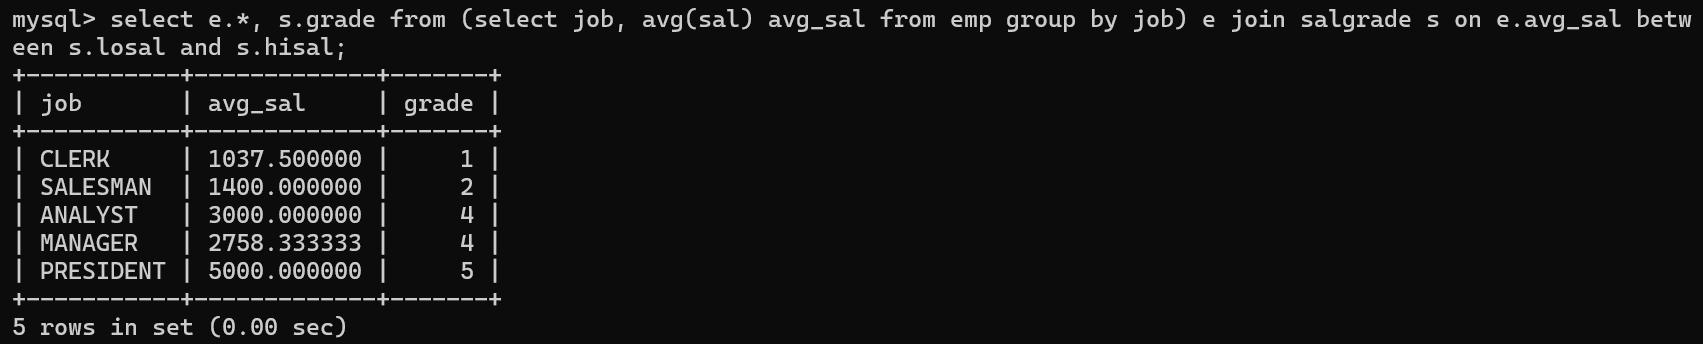 mysql> select e.*, s.grade from (select job, avg(sal) avg_sal from emp group by job) e join salgrade s on e.avg_sal betw
een s.losal and s.hisal;
+-----------+-------------+-------+
| job       | avg_sal     | grade |
+-----------+-------------+-------+
| CLERK     | 1037.500000 |     1 |
| SALESMAN  | 1400.000000 |     2 |
| ANALYST   | 3000.000000 |     4 |
| MANAGER   | 2758.333333 |     4 |
| PRESIDENT | 5000.000000 |     5 |
+-----------+-------------+-------+
5 rows in set (0.00 sec)